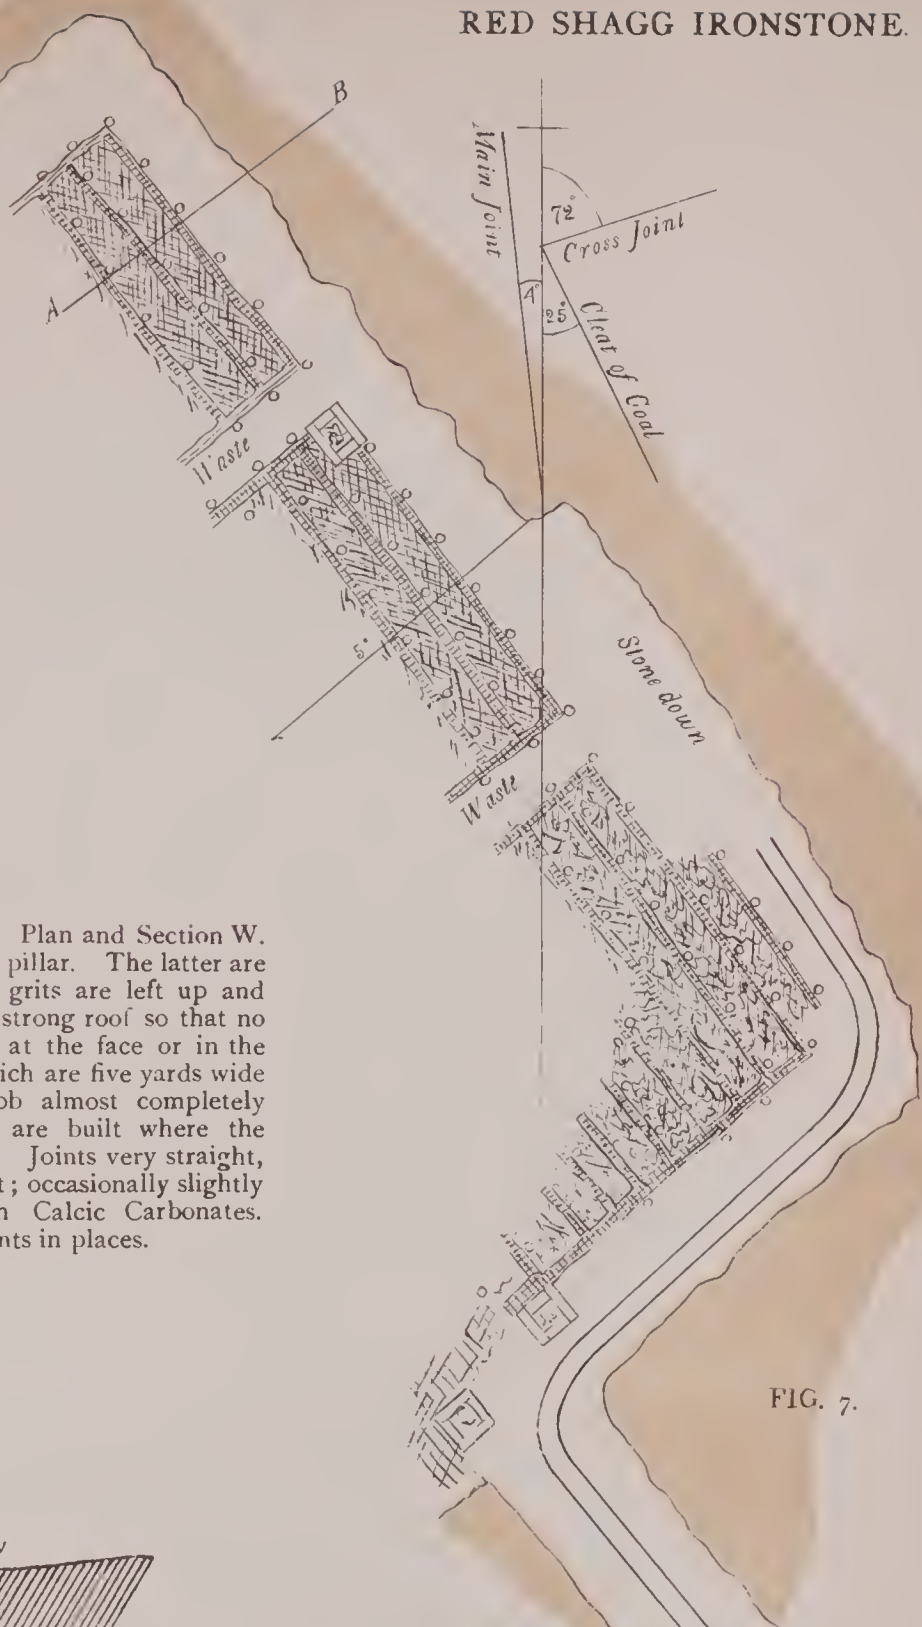 RED SHAGG IRONSTONE.
B
Main Joint
72°
Cross Joint
4°
25°
Cleat of Coal
A
Waste
5°
Stone down
Waste
Plan and Section W.
pillar. The latter are
grits are left up and
strong roof so that no
at the face or in the
ich are five yards wide
ob almost completely
are built where the
Joints very straight,
t; occasionally slightly
Calcic Carbonates.
nts in places.
FIG. 7.